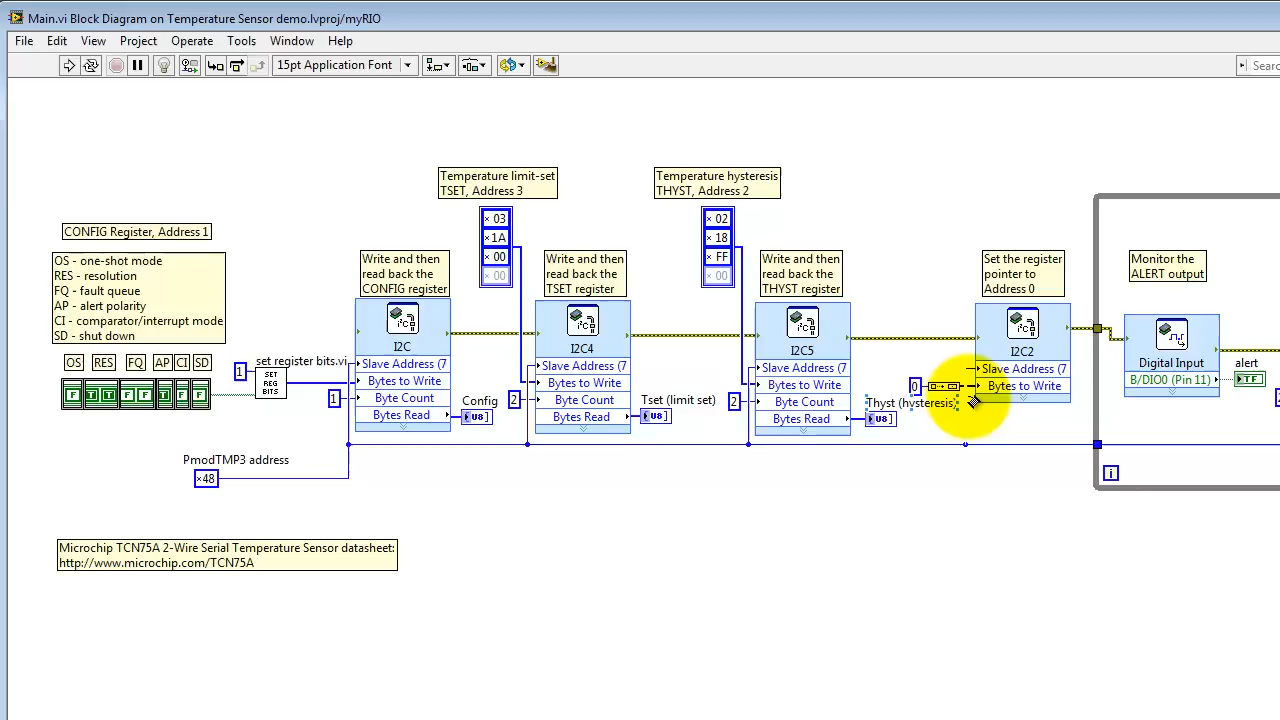 Main.vi Block Diagram on Temperature Sensor demo.lvproj/myRIO
File Edit View Project Operate Tools Window Help
15pt Application Font
Searc
Temperature limit-set
TSET, Address 3
Temperature hysteresis
THYST, Address 2
× 03
× 1A
× 00
× 00
× 02
× 18
× FF
× 00
CONFIG Register, Address 1
OS - one-shot mode
RES - resolution
FQ - fault queue
AP - alert polarity
CI - comparator/interrupt mode
SD - shut down
OS RES FQ AP CI SD
F T T F F T F F
set register bits.vi
1
SET
REG
BITS
Write and then
read back the
CONFIG register
I²C
I2C
Slave Address (7
Bytes to Write
Byte Count
Bytes Read
1
Config
U8
Write and then
read back the
TSET register
I²C
I2C4
Slave Address (7
Bytes to Write
Byte Count
Bytes Read
2
Tset (limit set)
U8
Write and then
read back the
THYST register
I²C
I2C5
Slave Address (7
Bytes to Write
Byte Count
Bytes Read
2
Thyst (hysteresis)
U8
Set the register
pointer to
Address 0
I²C
I2C2
Slave Address (7
Bytes to Write
0
Monitor the
ALERT output
Digital Input
B/DIO0 (Pin 11)
alert
TF
i
PmodTMP3 address
×48
Microchip TCN75A 2-Wire Serial Temperature Sensor datasheet:
http://www.microchip.com/TCN75A